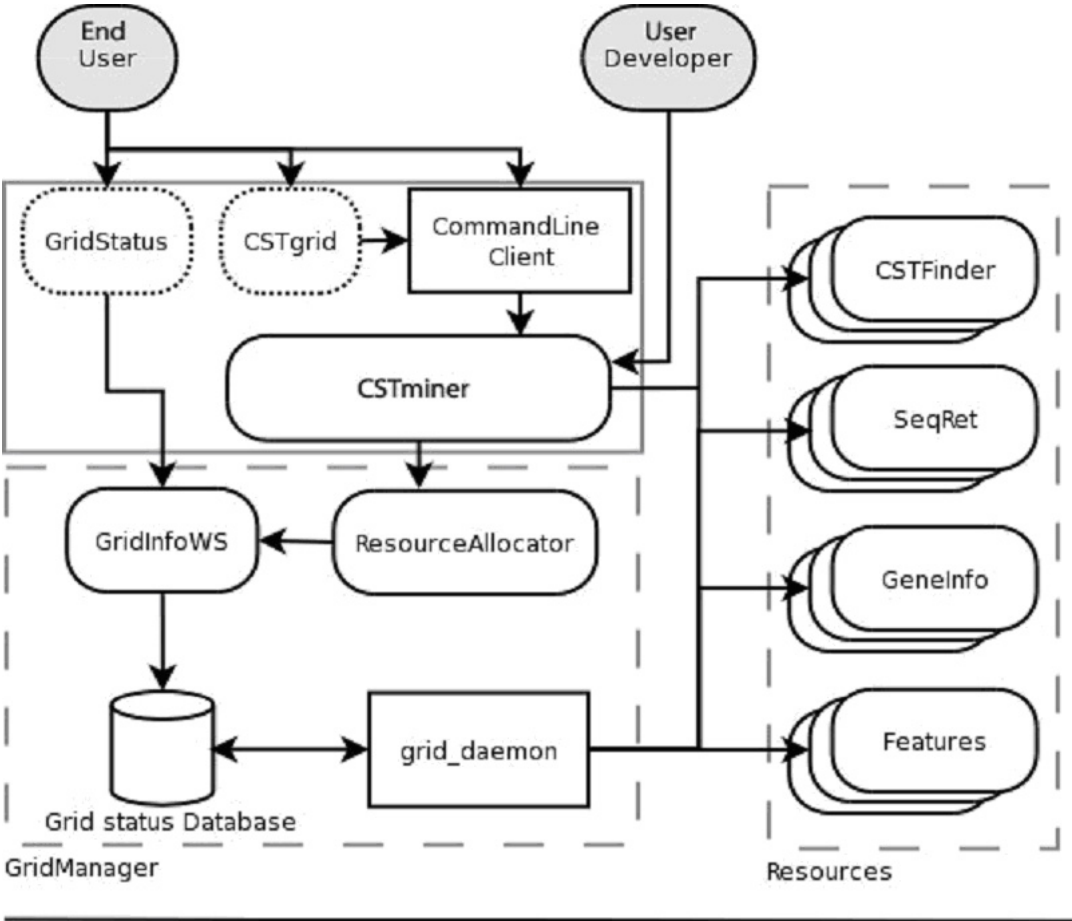 End
User
User
Developer
GridStatus
CSTgrid
CommandLine
Client
CSTFinder
CSTminer
SeqRet
GridInfoWS
ResourceAllocator
GeneInfo
grid_daemon
Features
Grid status Database
GridManager
Resources